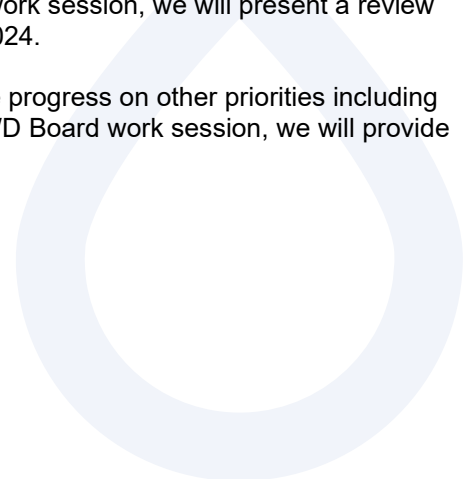 work session, we will present a review
024.
progress on other priorities including
D Board work session, we will provide